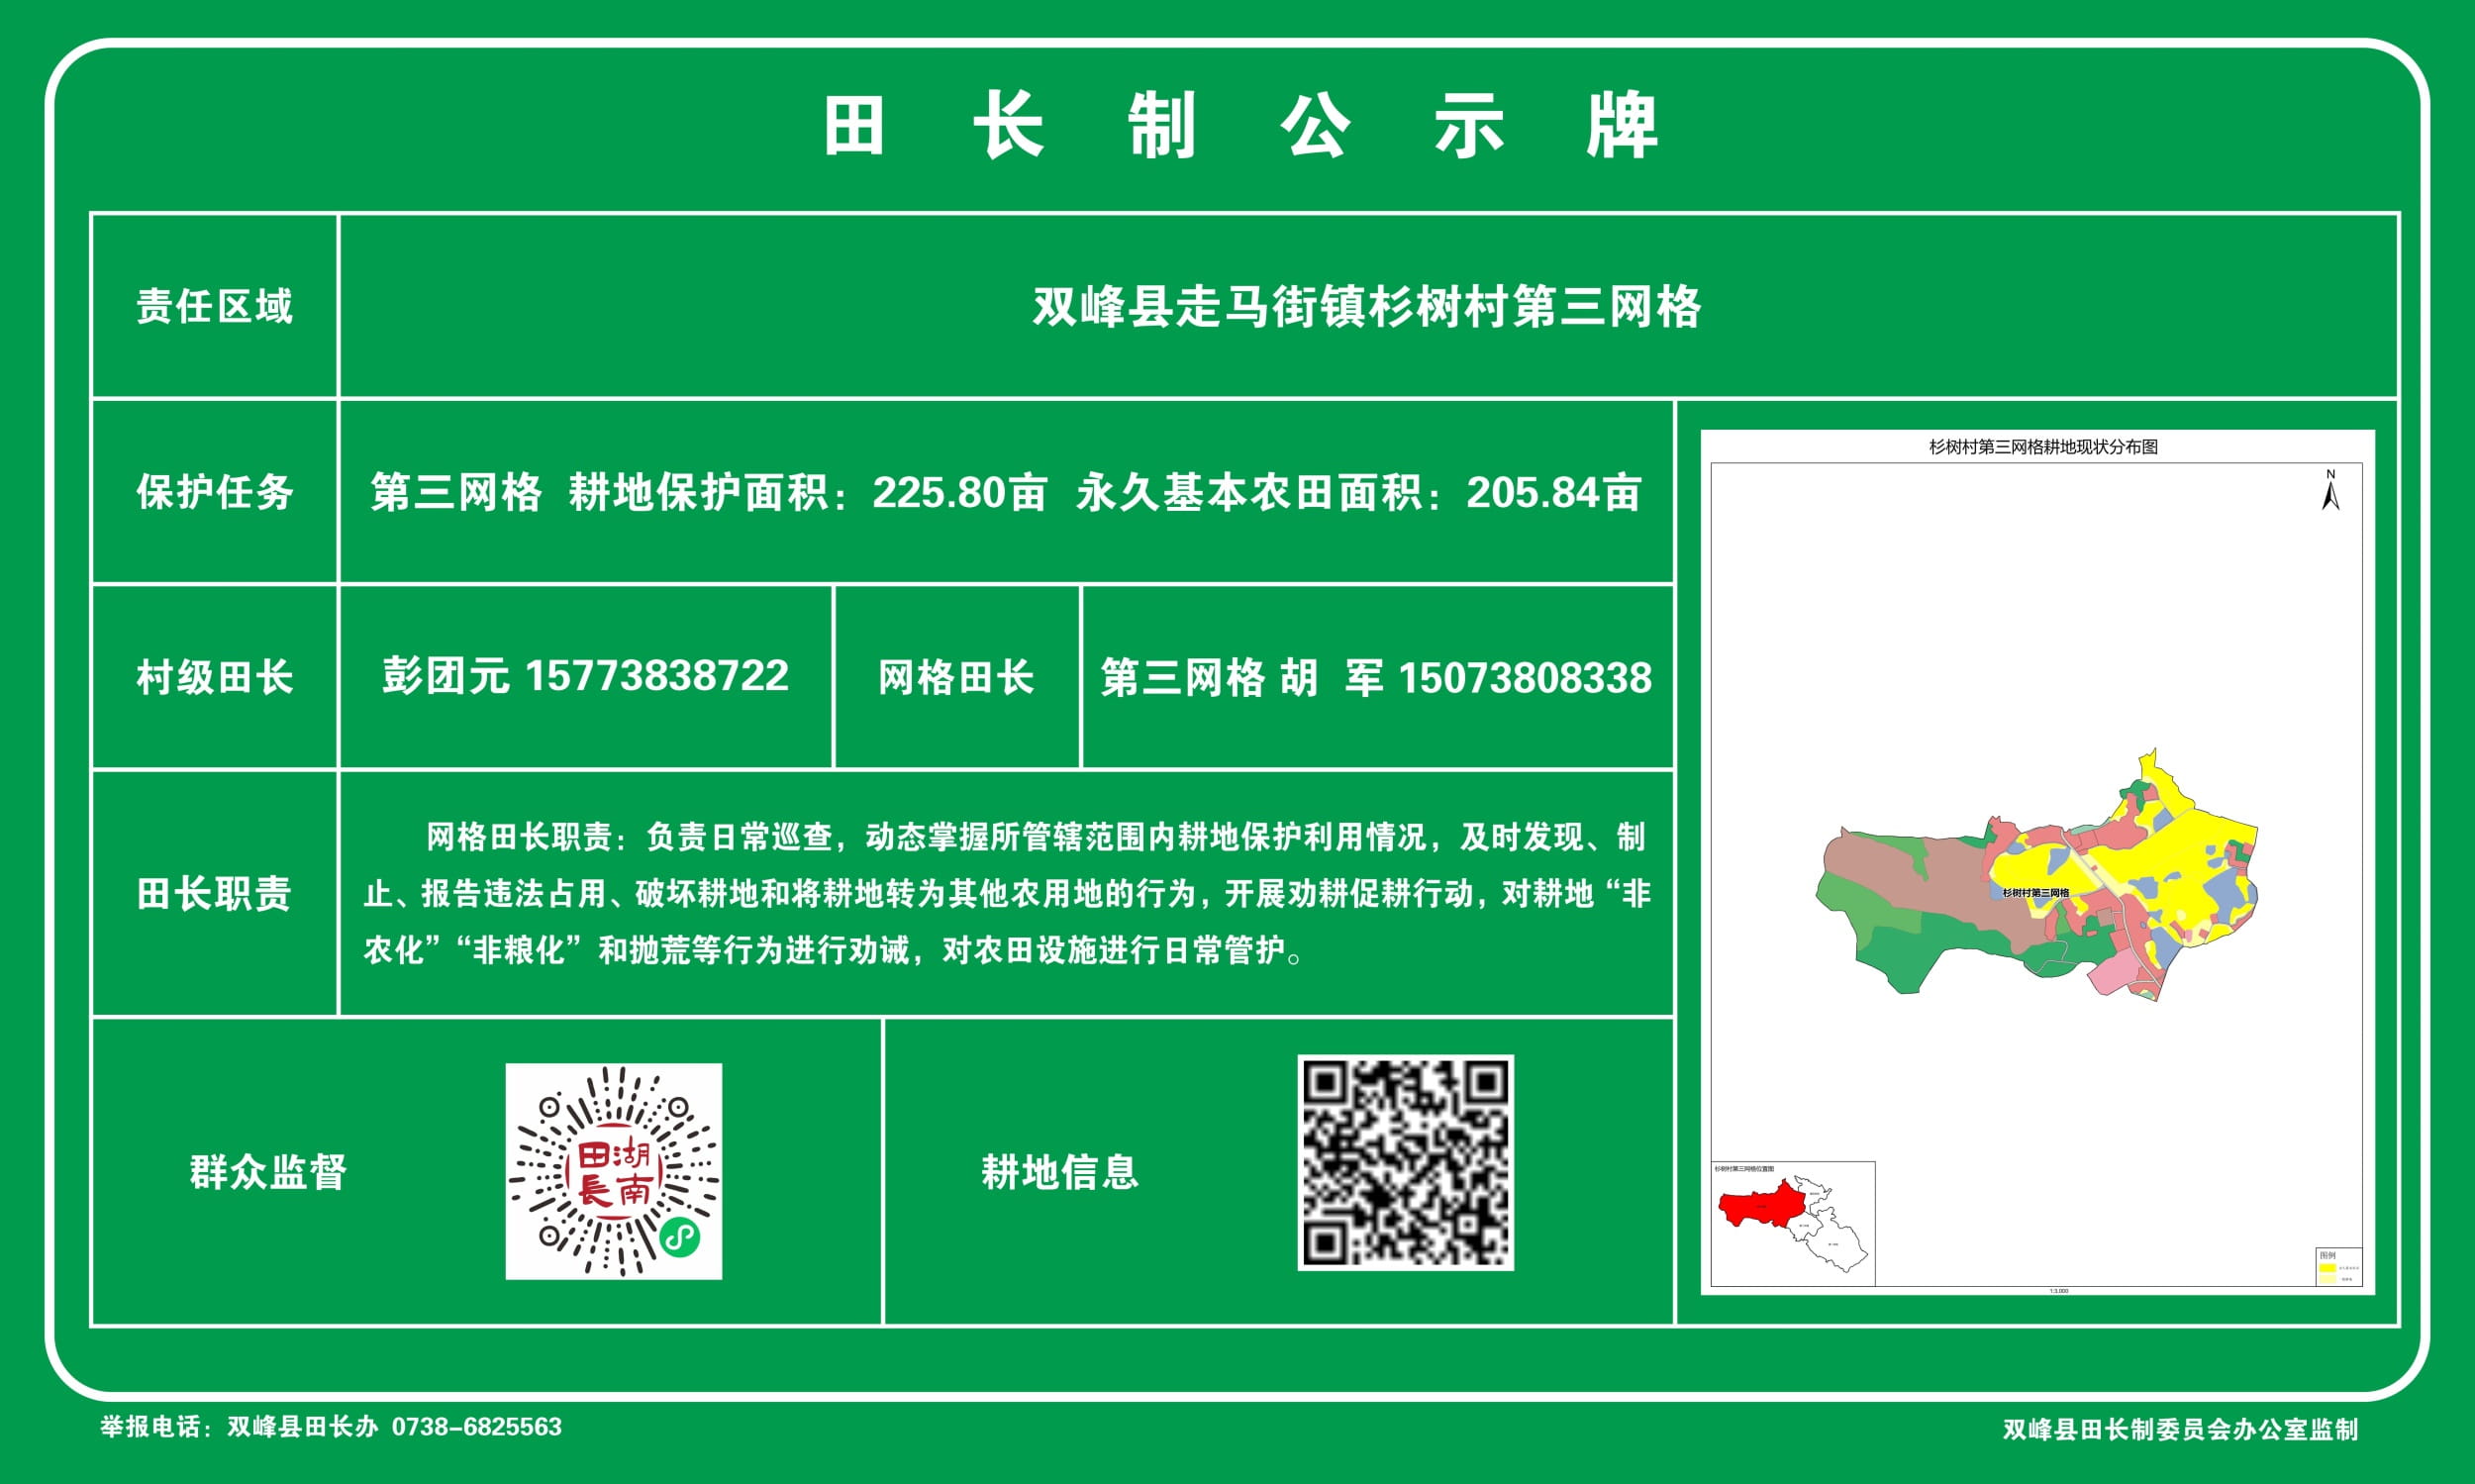 田长制公示牌
责任区域
双峰县走马街镇杉树村第三网格
保护任务
第三网格 耕地保护面积：225.80亩 永久基本农田面积：205.84亩
村级田长
彭团元 15773838722
网格田长
第三网格 胡 军 15073808338
田长职责
网格田长职责：负责日常巡查，动态掌握所管辖范围内耕地保护利用情况，及时发现、制
止、报告违法占用、破坏耕地和将耕地转为其他农用地的行为，开展劝耕促耕行动，对耕地“非
农化”“非粮化”和抛荒等行为进行劝诫，对农田设施进行日常管护。
群众监督
湖南
田長
耕地信息
杉树村第三网格耕地现状分布图
N
杉树村第三网格
杉树村第三网格位置图
图例
1:3,000
举报电话：双峰县田长办 0738-6825563
双峰县田长制委员会办公室监制